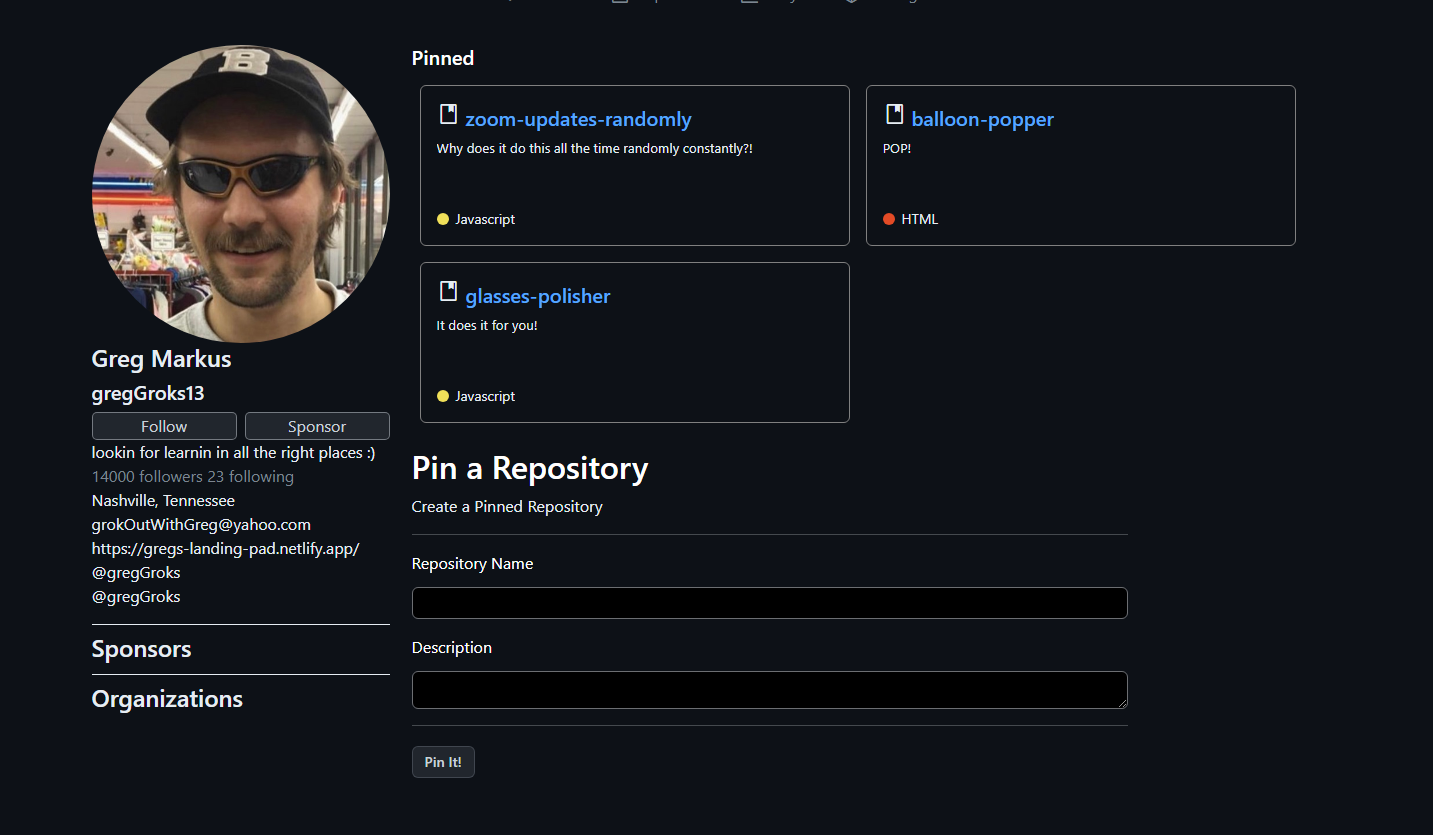 Pinned
zoom-updates-randomly
Why does it do this all the time randomly constantly?!
Javascript
balloon-popper
POP!
HTML
glasses-polisher
It does it for you!
Javascript
B
Greg Markus
gregGroks13
Follow
Sponsor
lookin for learnin in all the right places :)
14000 followers 23 following
Nashville, Tennessee
grokOutWithGreg@yahoo.com
https://gregs-landing-pad.netlify.app/
@gregGroks
@gregGroks
Sponsors
Organizations
Pin a Repository
Create a Pinned Repository
Repository Name
Description
Pin It!